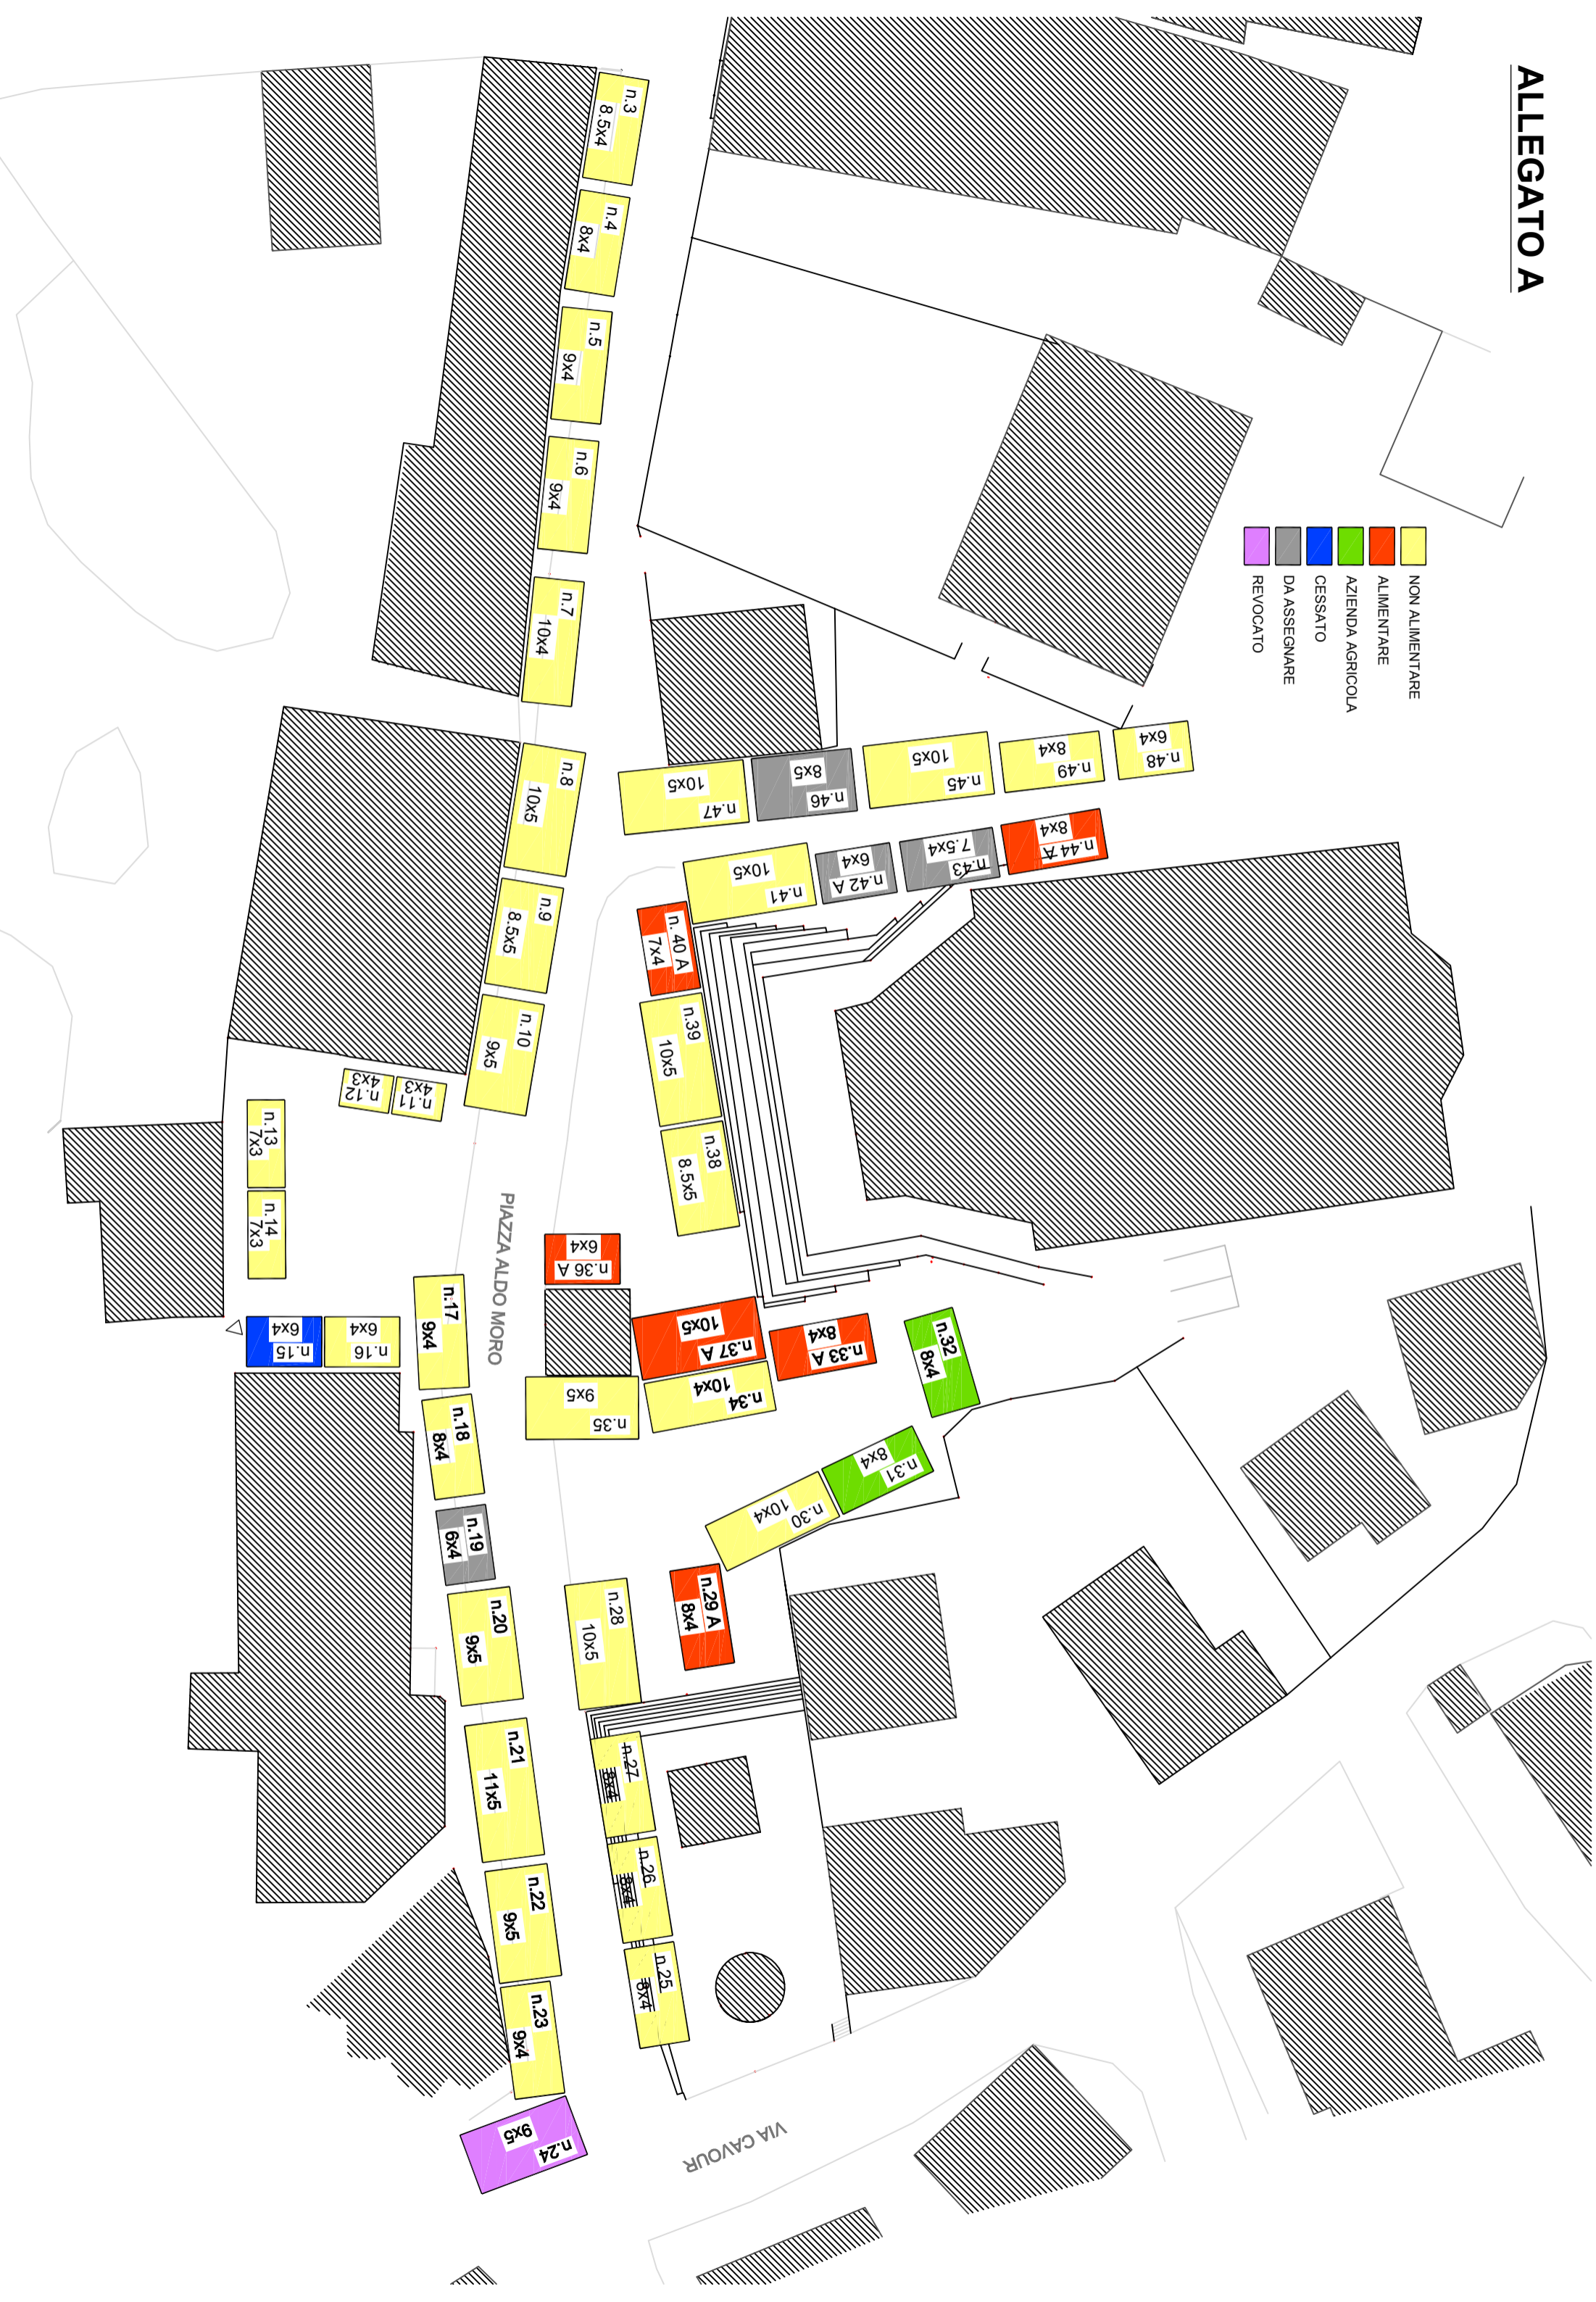 ALLLEGATO A
NON ALIMENTARE
ALIMENTARE
AZIENDA AGRICOLA
CESSATO
DA ASSEGNARE
REVOCATO
n.3
8.5x4
n.4
8x4
n.5
9x4
n.6
9x4
n.7
10x4
n.8
10x5
n.9
8.5x5
n.10
9x5
n.11
4x3
n.12
4x3
n.13
7x3
n.14
7x3
n.15
6x4
n.16
6x4
n.17
9x4
n.18
8x4
n.19
6x4
n.20
9x5
n.21
11x5
n.22
9x5
n.23
9x4
n.24
9x5
n.25
8x4
n.26
8x4
n.27
8x4
n.28
10x5
n.29 A
8x4
n.30
10x4
n.31
8x4
n.32
8x4
n.33 A
8x4
n.34
10x4
n.35
9x5
n.36 A
6x4
n.37 A
10x5
n.38
8.5x5
n.39
10x5
n. 40 A
7x4
n.41
10x5
n.42 A
6x4
n.43
7.5x4
n.44 A
8x4
n.45
10x5
n.46
8x5
n.47
10x5
n.48
6x4
n.49
8x4
PIAZZA ALDO MORO
VIA CAVOUR